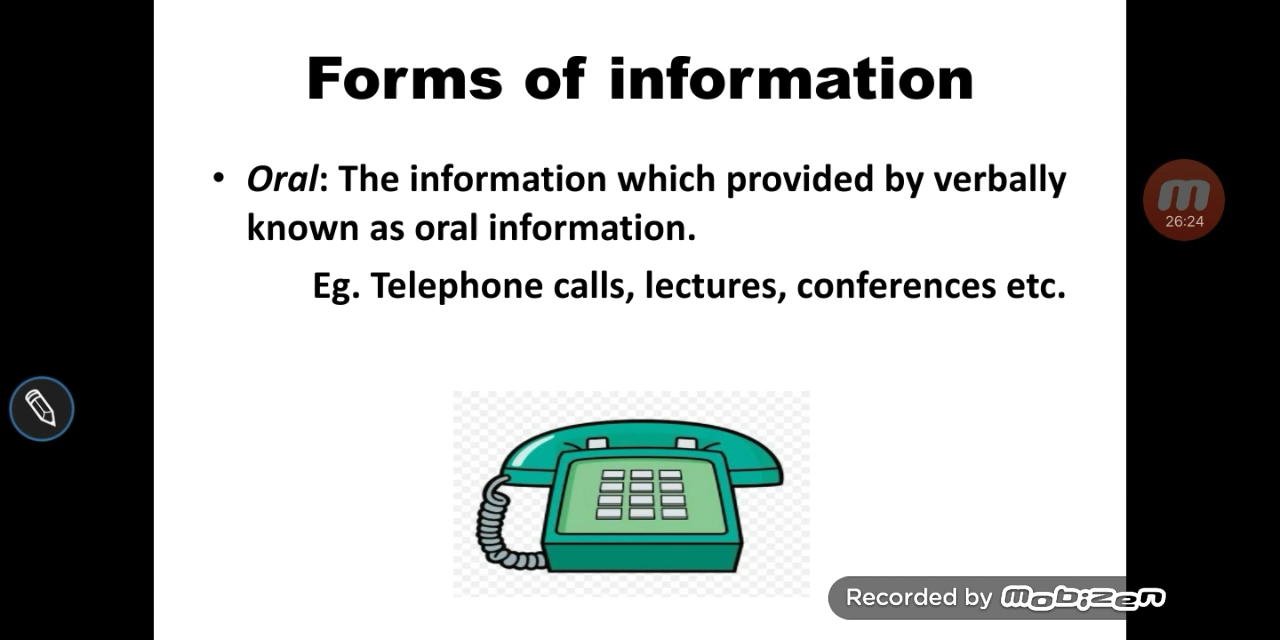 Forms of information
• Oral: The information which provided by verbally
known as oral information.
Eg. Telephone calls, lectures, conferences etc.
26:24
Recorded by Mobizen